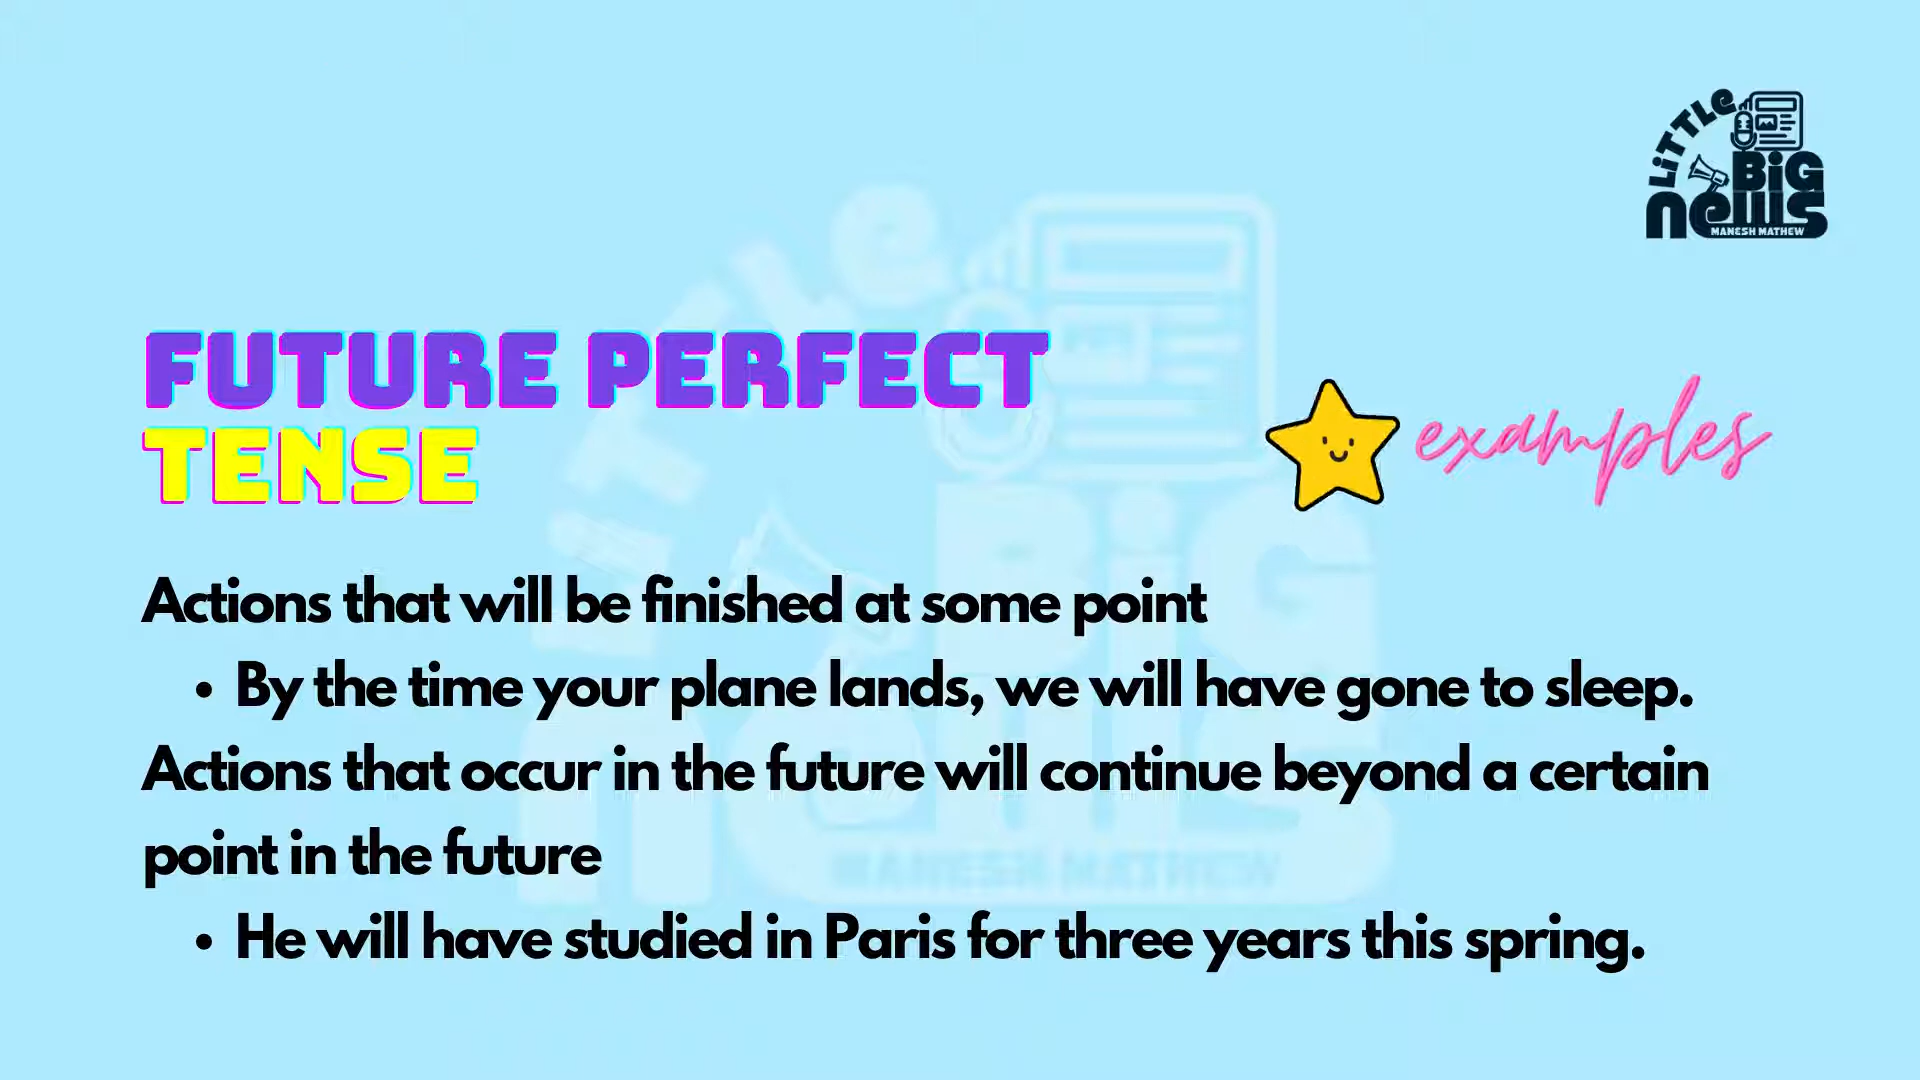 LiTTLe
BiG
news
MANESH MATHEW
FUTURE PERFECT
TENSE
examples
Actions that will be finished at some point
• By the time your plane lands, we will have gone to sleep.
Actions that occur in the future will continue beyond a certain
point in the future
• He will have studied in Paris for three years this spring.